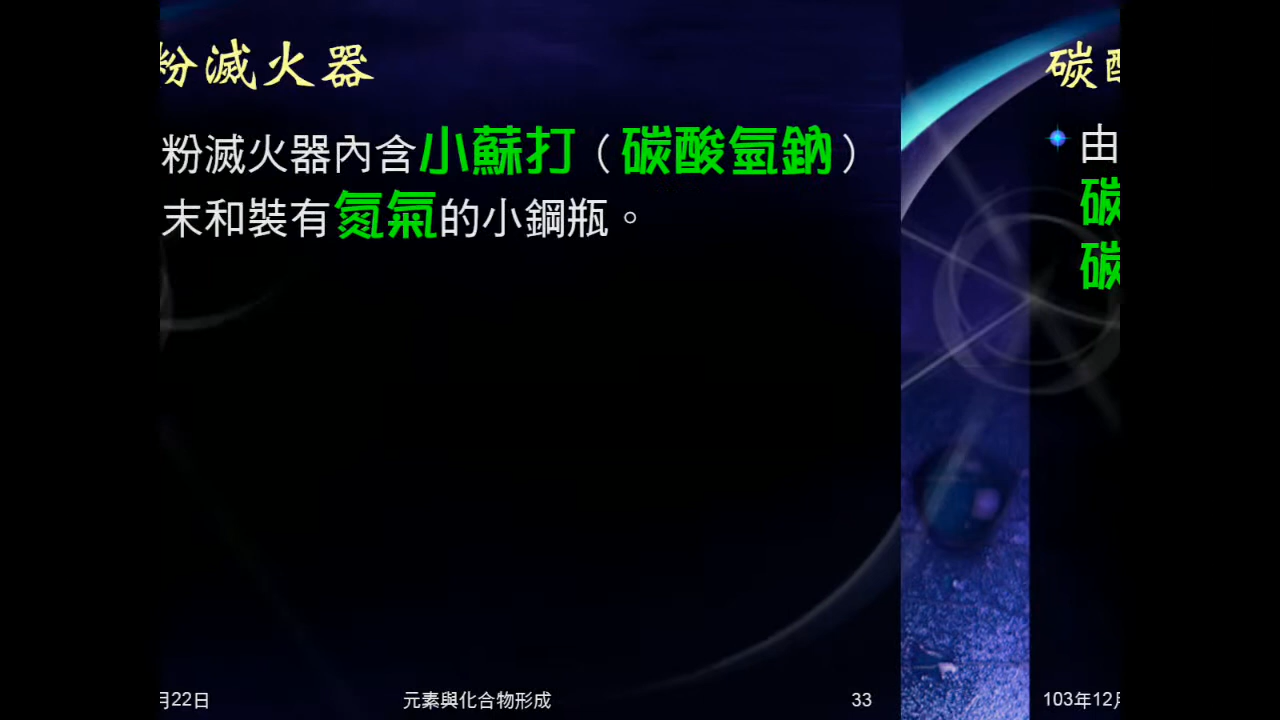 粉滅火器
粉滅火器內含小蘇打（碳酸氫鈉）
末和裝有氮氣的小鋼瓶。
月22日
元素與化合物形成
33
碳酸
由
碳
碳
103年12月